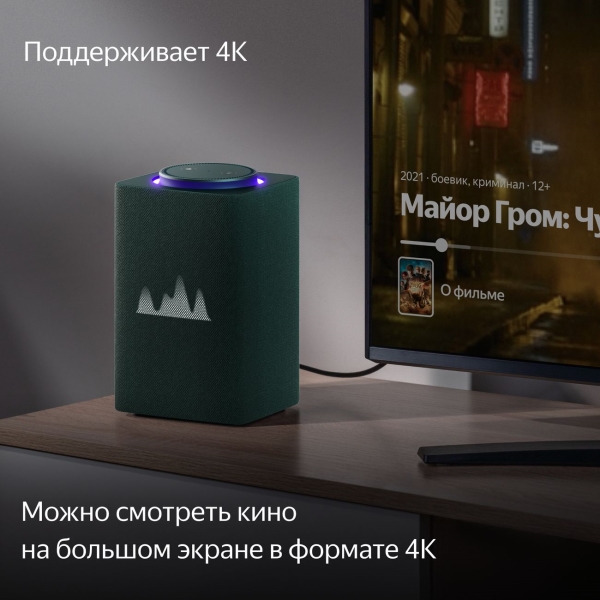 Поддерживает 4K
2021 · боевик, криминал · 12+
Майор Гром: Чу
О фильме
Можно смотреть кино
на большом экране в формате 4K